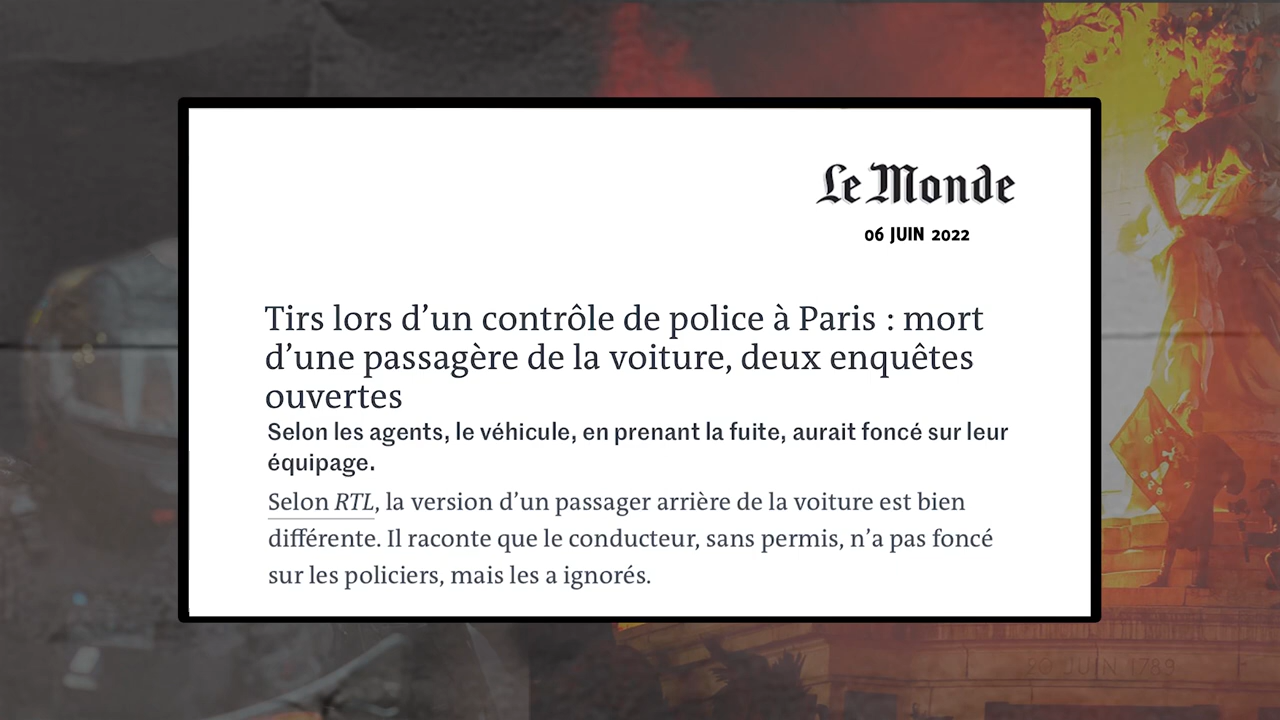 Le Monde
06 JUIN 2022
Tirs lors d’un contrôle de police à Paris : mort
d’une passagère de la voiture, deux enquêtes
ouvertes
Selon les agents, le véhicule, en prenant la fuite, aurait foncé sur leur
équipage.
Selon RTL, la version d’un passager arrière de la voiture est bien
différente. Il raconte que le conducteur, sans permis, n’a pas foncé
sur les policiers, mais les a ignorés.
JUIN 1789